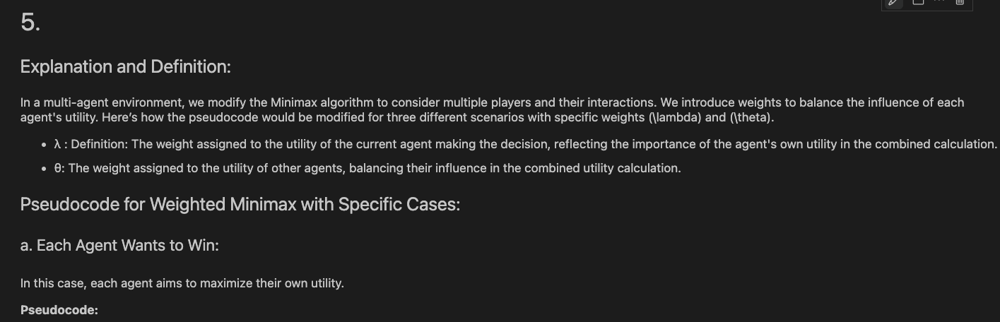 5.
Explanation and Definition:
In a multi-agent environment, we modify the Minimax algorithm to consider multiple players and their interactions. We introduce weights to balance the influence of each
agent's utility. Here’s how the pseudocode would be modified for three different scenarios with specific weights (\lambda) and (\theta).
• λ : Definition: The weight assigned to the utility of the current agent making the decision, reflecting the importance of the agent's own utility in the combined calculation.
• θ: The weight assigned to the utility of other agents, balancing their influence in the combined utility calculation.
Pseudocode for Weighted Minimax with Specific Cases:
a. Each Agent Wants to Win:
In this case, each agent aims to maximize their own utility.
Pseudocode: